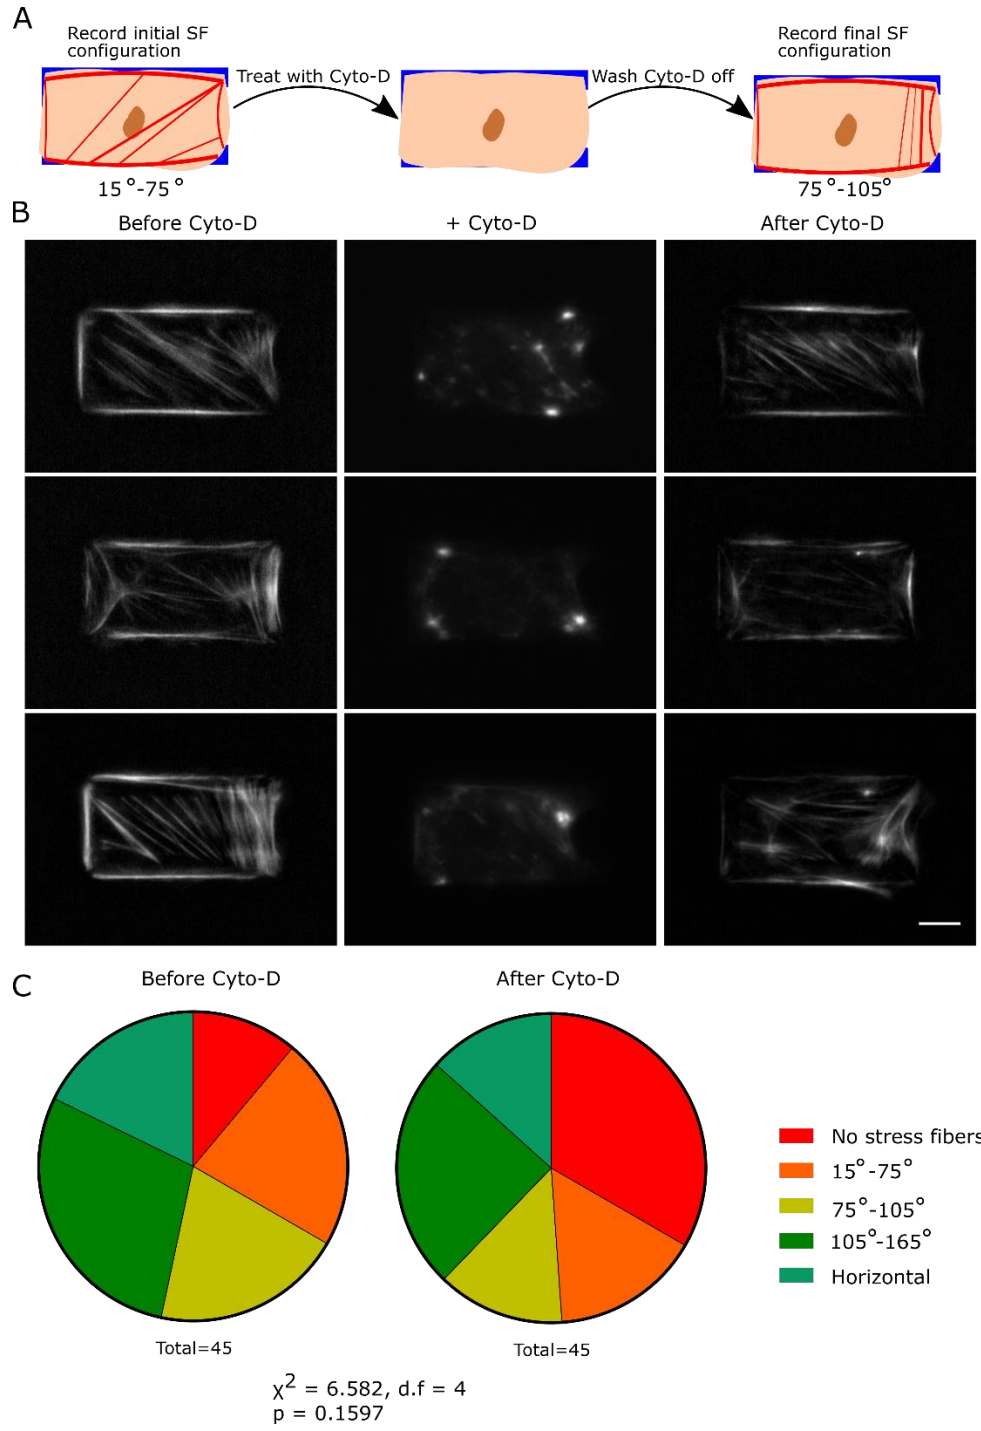 A
Record initial SF
configuration
Treat with Cyto-D
Wash Cyto-D off
Record final SF
configuration
15°-75°
75°-105°
B
Before Cyto-D
+ Cyto-D
After Cyto-D
C
Before Cyto-D
After Cyto-D
No stress fibers
15°-75°
75°-105°
105°-165°
Horizontal
Total=45
Total=45
χ² = 6.582, d.f = 4
p = 0.1597